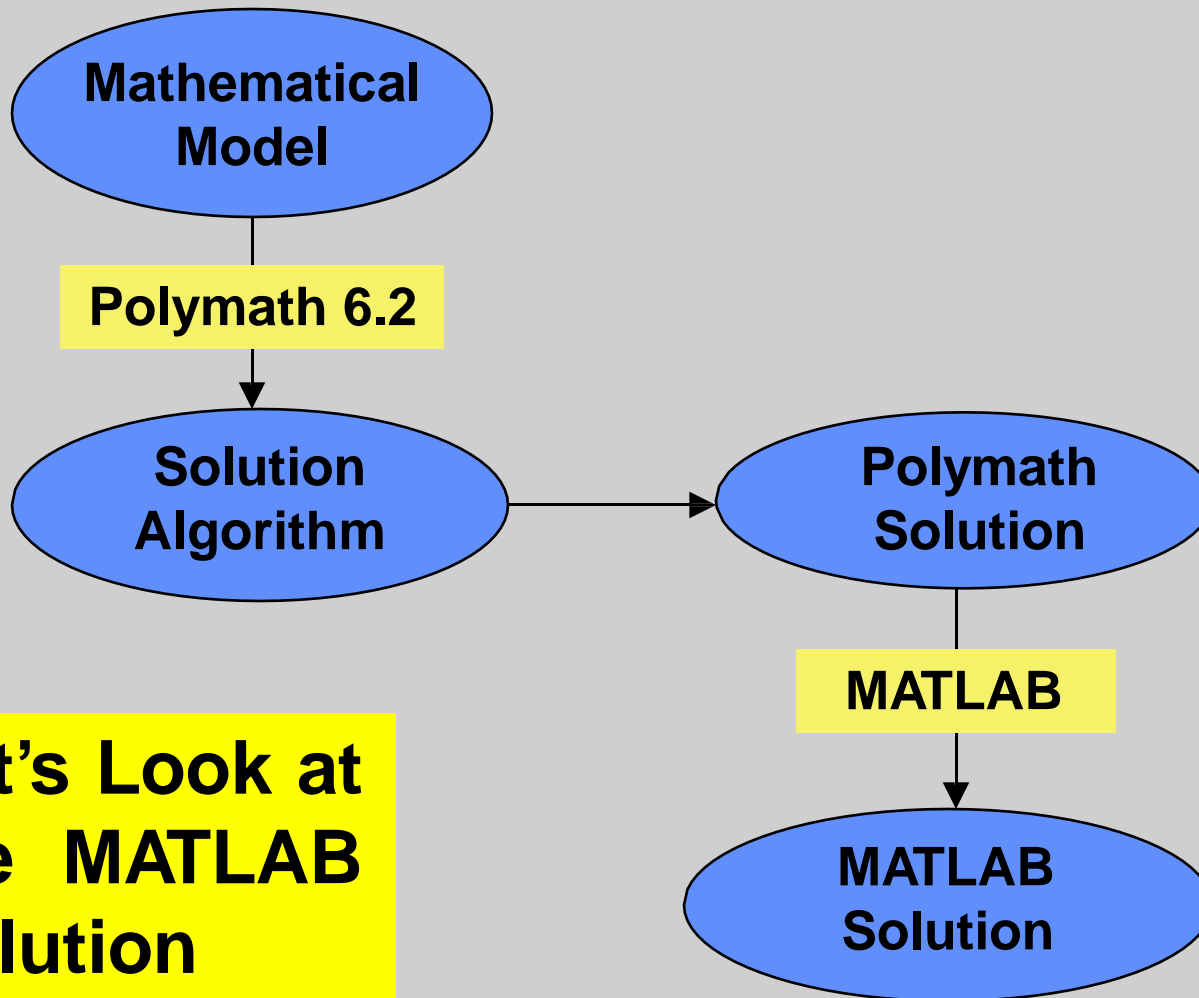 Mathematical
Model
Polymath 6.2
Solution
Algorithm
Polymath
Solution
MATLAB
t’s Look at
e MATLAB
lution
MATLAB
Solution